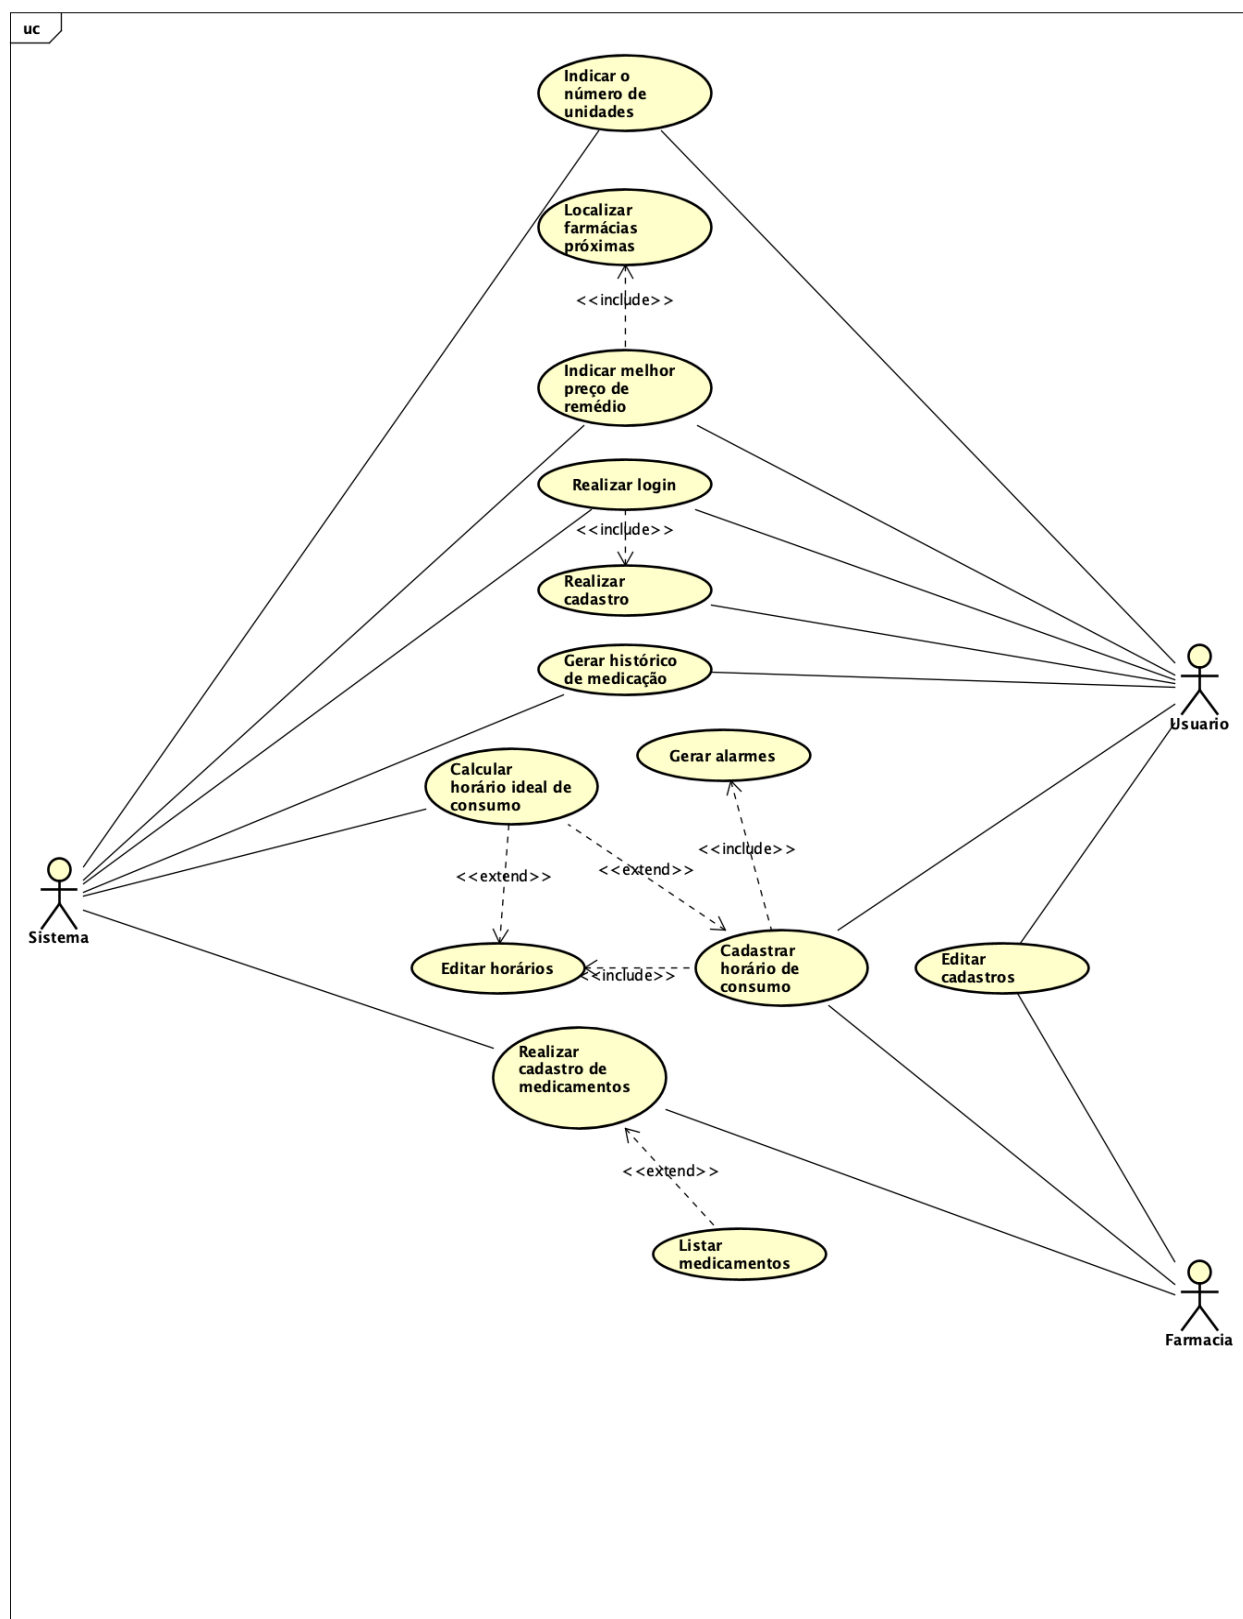 uc
Indicar o
número de
unidades
Localizar
farmácias
próximas
<<include>>
Indicar melhor
preço de
remédio
Realizar login
<<include>>
Realizar
cadastro
Gerar histórico
de medicação
Usuario
Gerar alarmes
Calcular
horário ideal de
consumo
<<include>>
<<extend>>
<<extend>>
Sistema
Cadastrar
horário de
consumo
Editar horários
<<include>>
Editar
cadastros
Realizar
cadastro de
medicamentos
<<extend>>
Listar
medicamentos
Farmacia